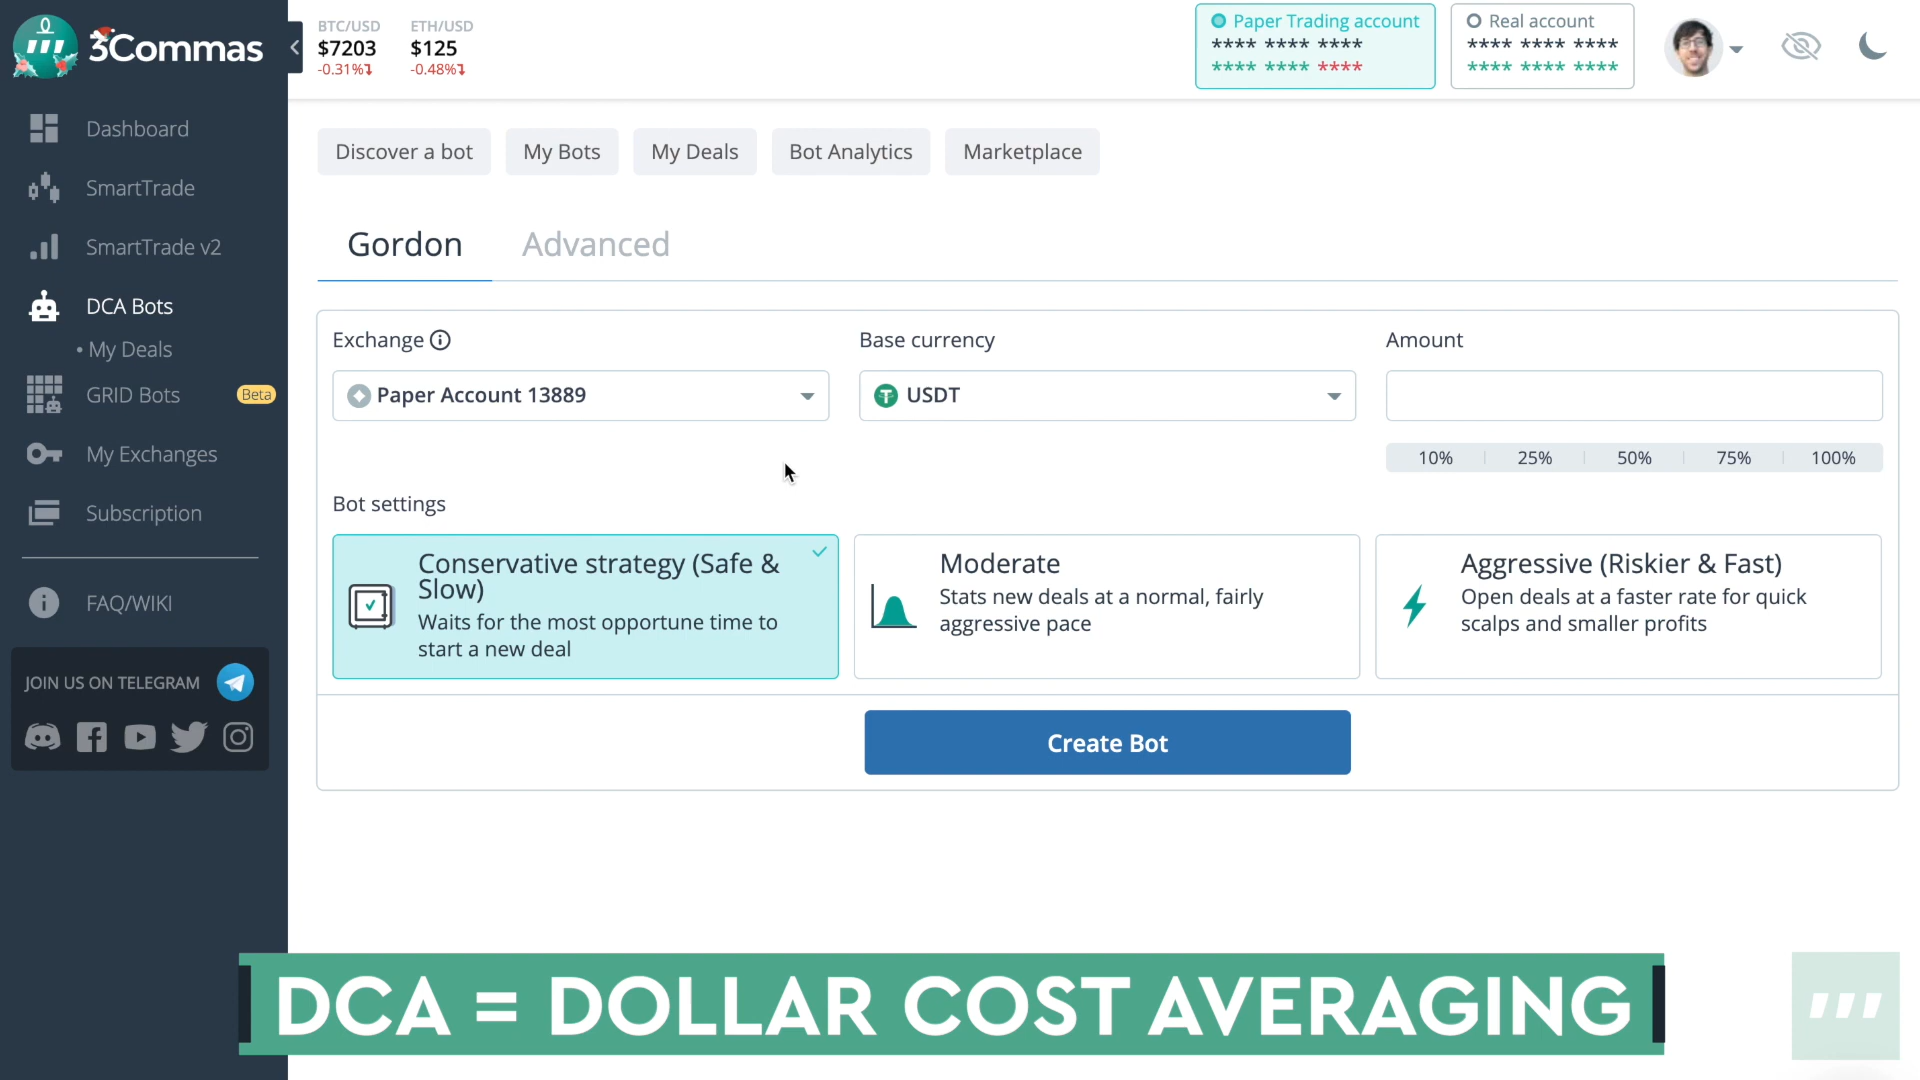 3Commas
BTC/USD
$7203
-0.31%
ETH/USD
$125
-0.48%
Paper Trading account
**** **** ****
**** **** ****
Real account
**** **** ****
**** **** ****
Dashboard
SmartTrade
SmartTrade v2
DCA Bots
• My Deals
GRID Bots
Beta
My Exchanges
Subscription
FAQ/WIKI
JOIN US ON TELEGRAM
Discover a bot
My Bots
My Deals
Bot Analytics
Marketplace
Gordon
Advanced
Exchange
Paper Account 13889
Base currency
USDT
Amount
10%
25%
50%
75%
100%
Bot settings
Conservative strategy (Safe &
Slow)
Waits for the most opportune time to
start a new deal
Moderate
Stats new deals at a normal, fairly
aggressive pace
Aggressive (Riskier & Fast)
Open deals at a faster rate for quick
scalps and smaller profits
Create Bot
DCA = DOLLAR COST AVERAGING